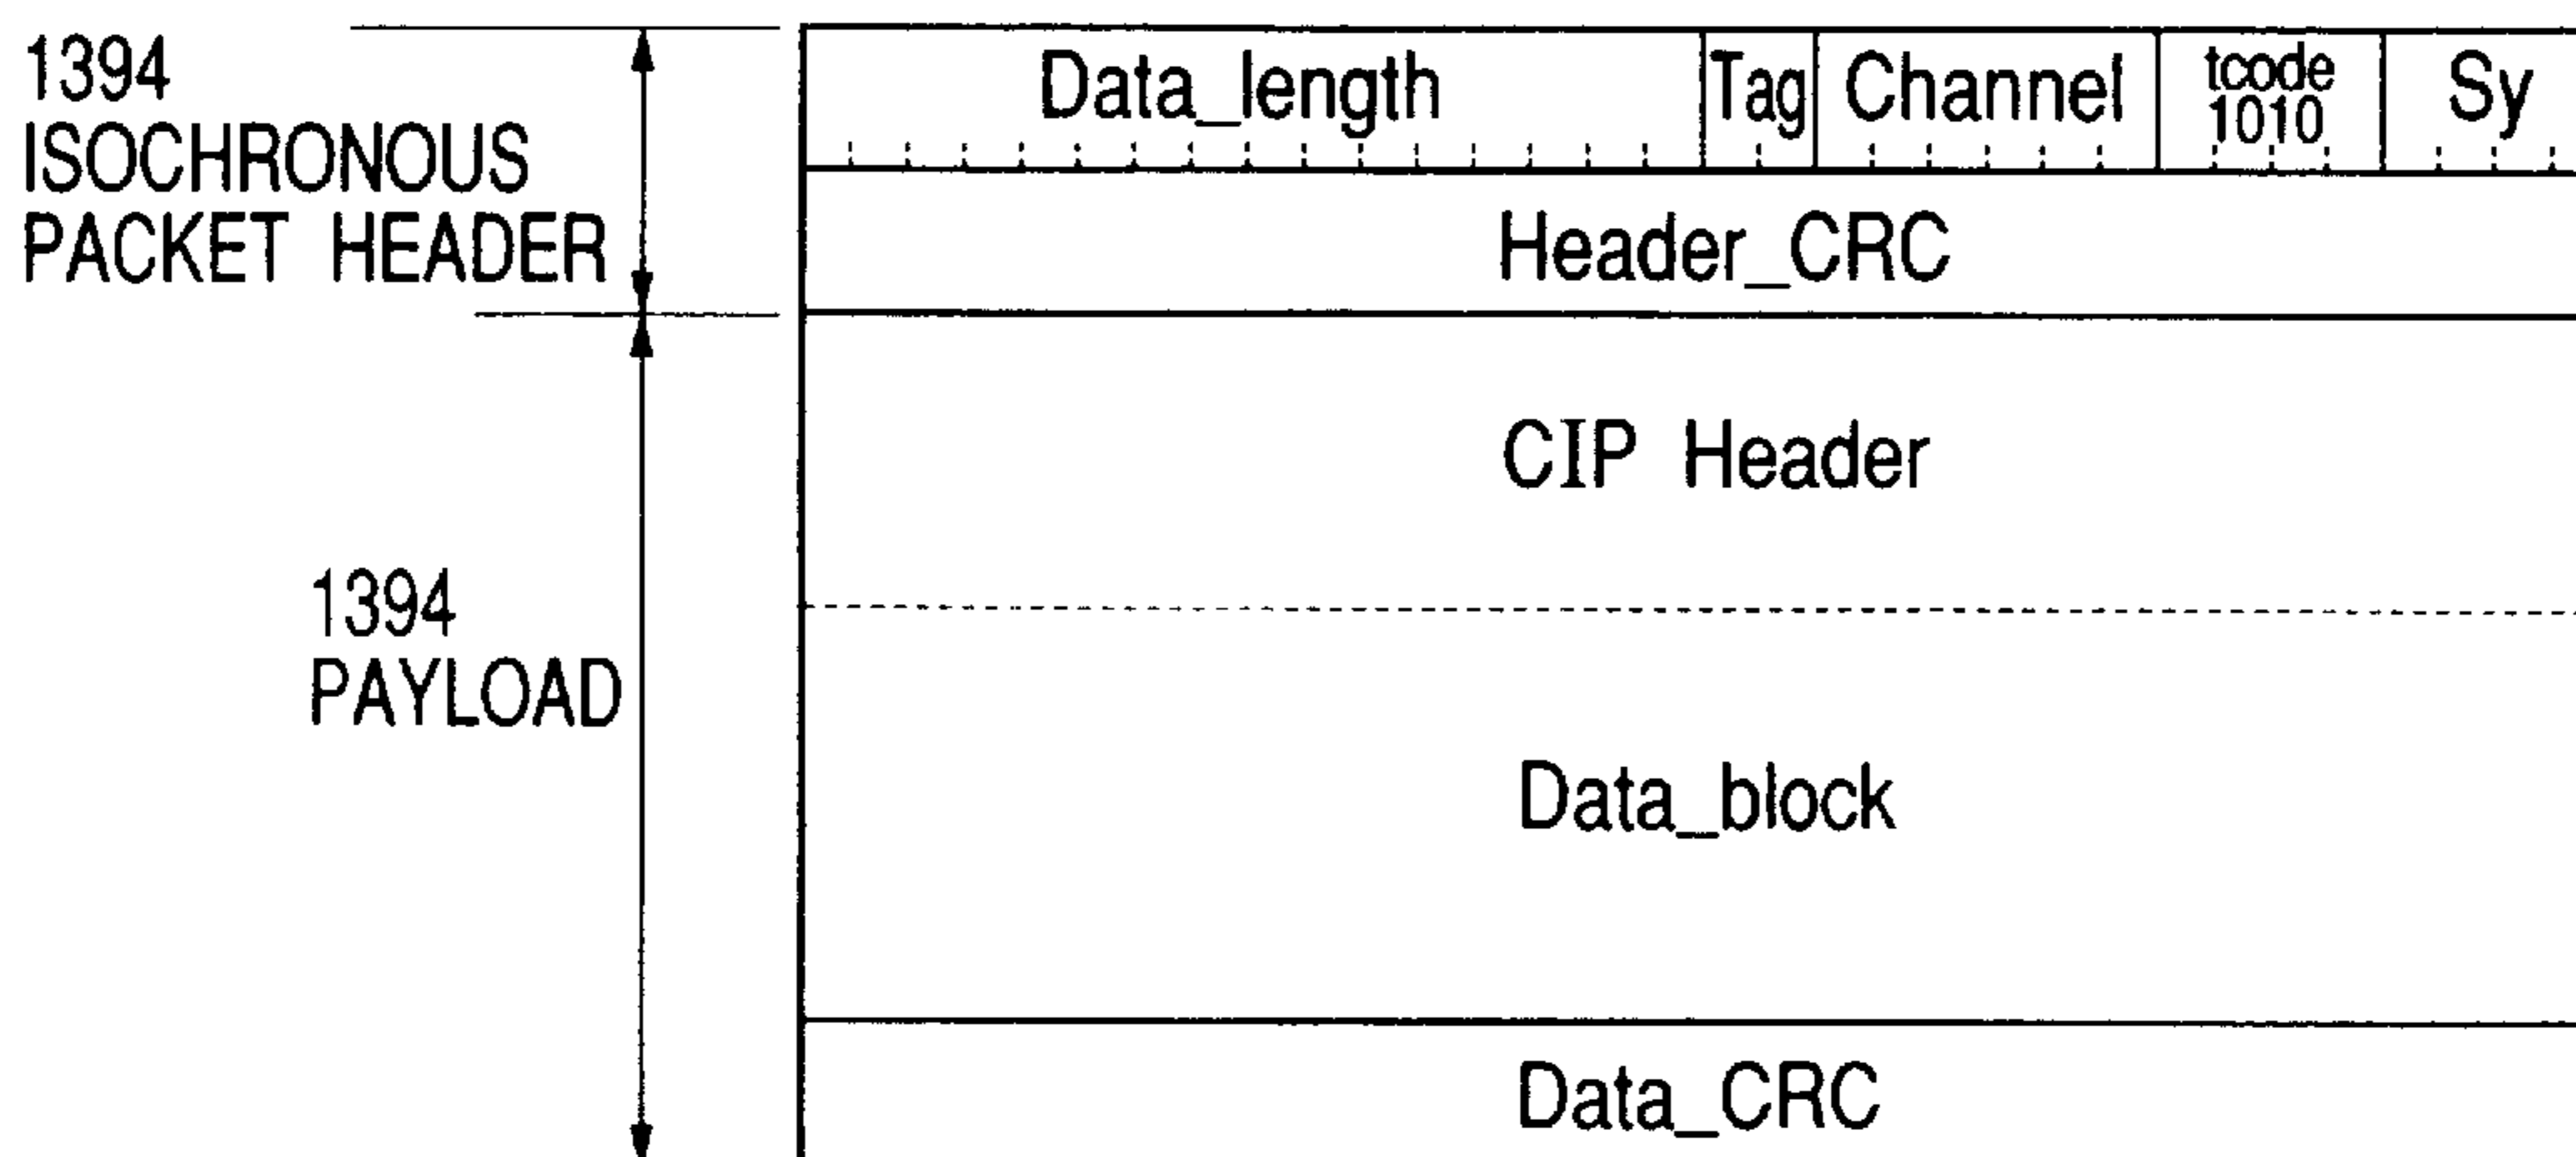 1394
ISOCHRONOUS
PACKET HEADER
Data_length
Tag
Channel
tcode
1010
Sy
Header_CRC
1394
PAYLOAD
CIP Header
Data_block
Data_CRC